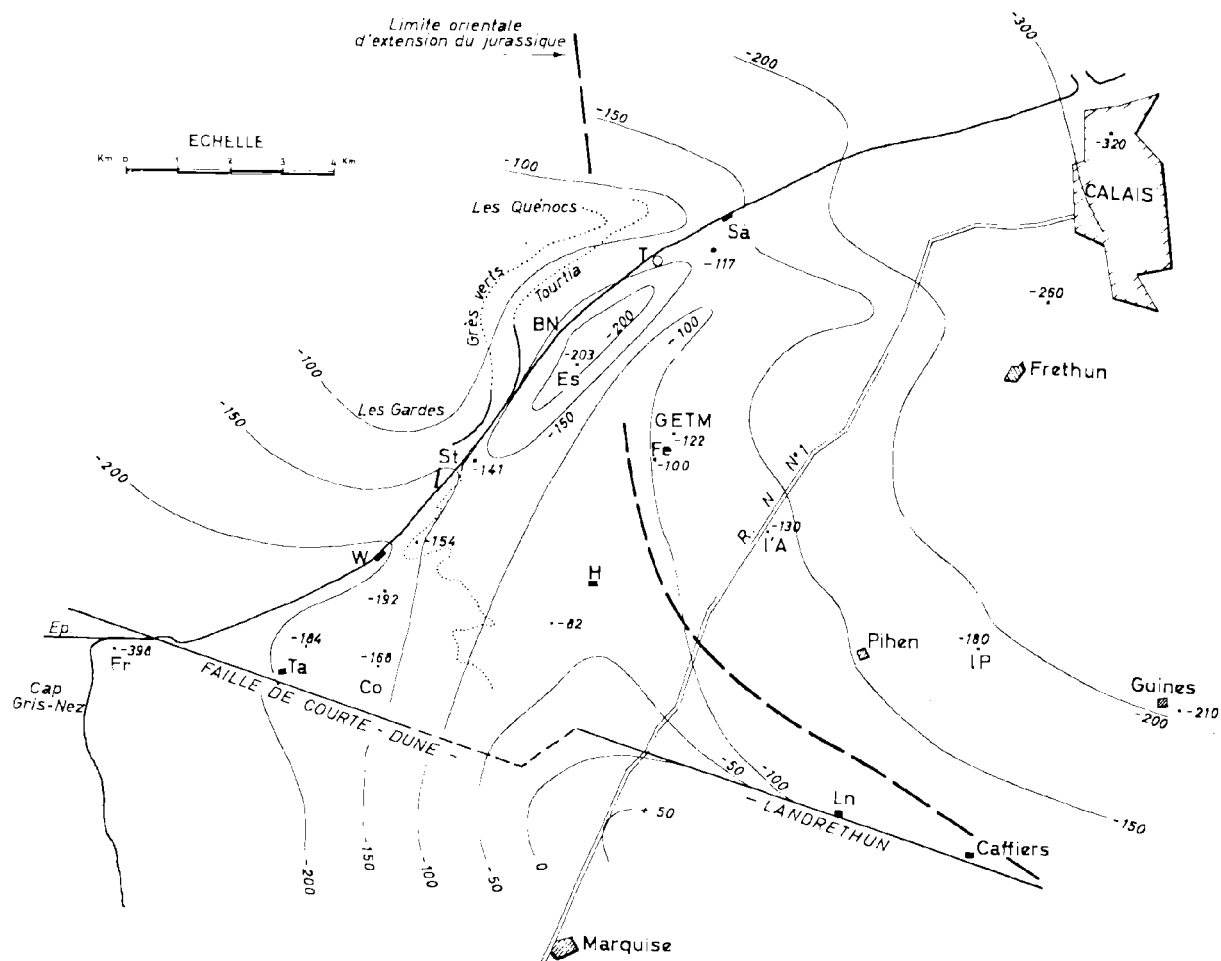 Limite orientale
d'extension du jurassique
-300
-200
-150
-100
ECHELLE
Km 0 1 2 3 4 Km
-320
CALAIS
Les Quénocs
Sa
-117
T
Grès verts
Tourtia
BN
-200
-203
Es
-100
-260
Frethun
-100
-150
Les Gardes
-150
GETM
-122
Fe
-100
St
-141
R. N N°1
-200
-130
l'A
-154
W
H
-192
-82
Ep.
-398
Fr
-184
Ta
-168
Co
Pihen
-180
LP
Guines
-200
-210
Cap
Gris-Nez
FAILLE DE COURTE - DUNE -
-50
-100
Ln
- LANDRETHUN
-150
+ 50
Caffiers
-200
-150
-100
-50
0
Marquise